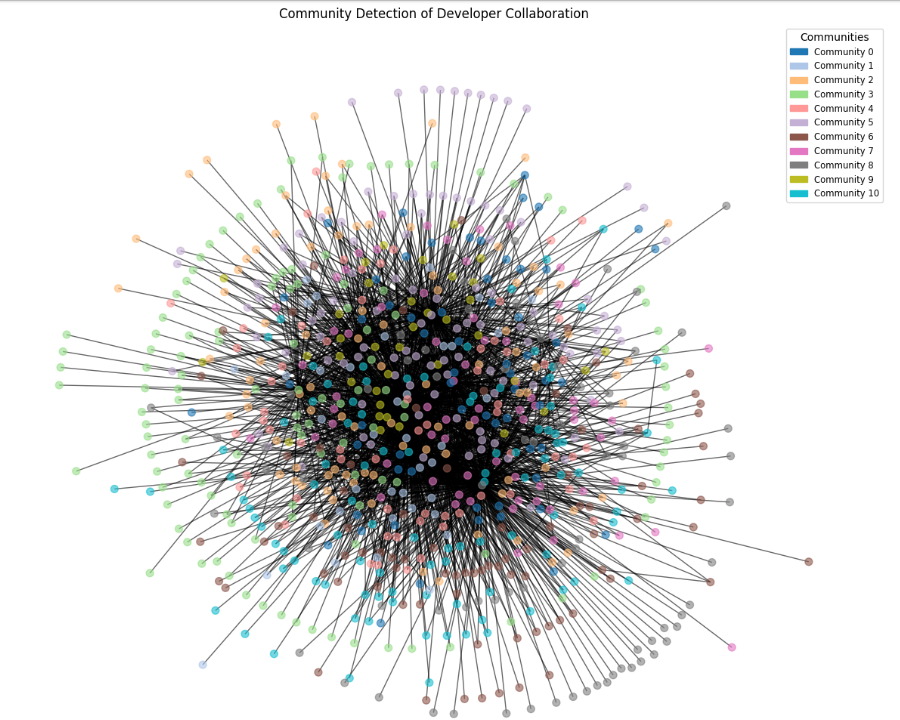 Community Detection of Developer Collaboration
Communities
Community 0
Community 1
Community 2
Community 3
Community 4
Community 5
Community 6
Community 7
Community 8
Community 9
Community 10